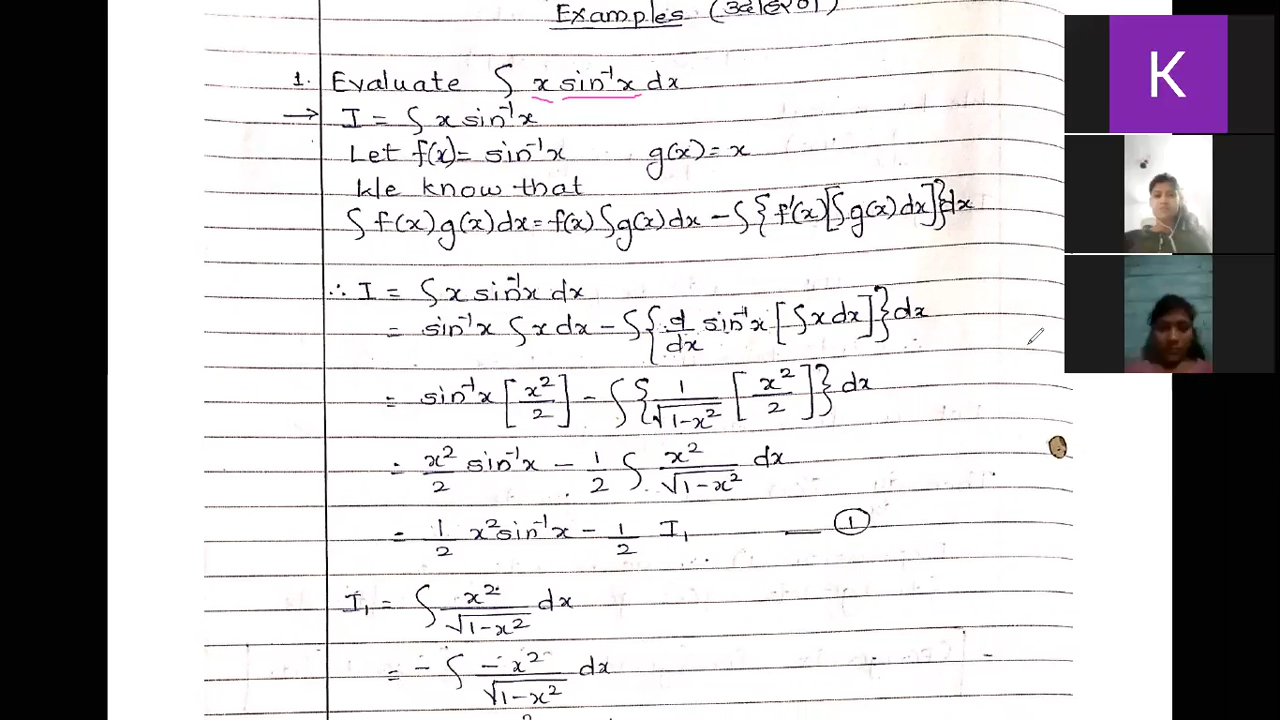 Examples (उदाहरण)
1. Evaluate ∫ x sin⁻¹x dx
→ I = ∫ x sin⁻¹x
Let f(x) = sin⁻¹x g(x) = x
We know that
∫ f(x) g(x) dx = f(x) ∫ g(x) dx − ∫ { f'(x) [∫ g(x) dx] } dx
∴ I = ∫ x sin⁻¹x dx
= sin⁻¹x ∫ x dx − ∫ { d/dx sin⁻¹x [∫ x dx] } dx
= sin⁻¹x [x²/2] − ∫ { 1/√1−x² [x²/2] } dx
= x²/2 sin⁻¹x − 1/2 ∫ x²/√1−x² dx
= 1/2 x² sin⁻¹x − 1/2 I₁ — ①
I₁ = ∫ x²/√1−x² dx
= − ∫ −x²/√1−x² dx
K